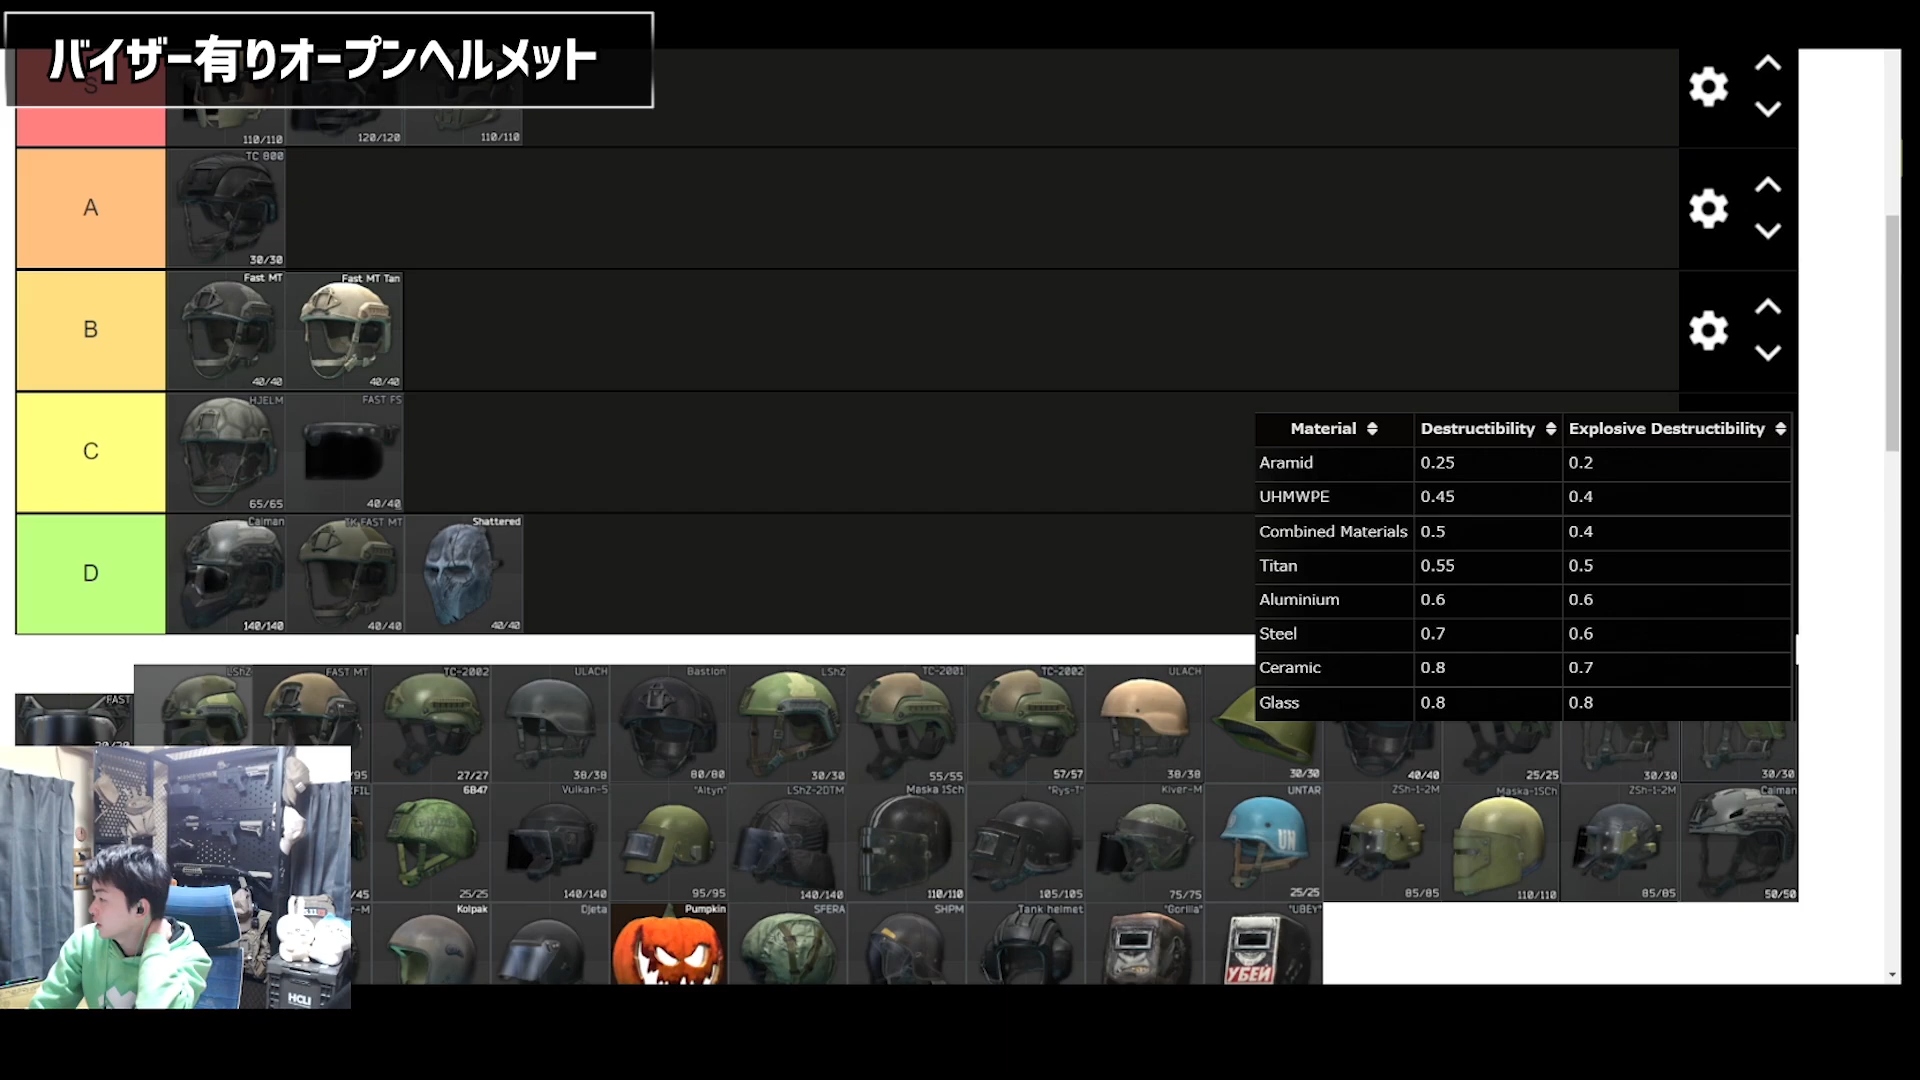 バイザー有りオープンヘルメット
S
110/110 120/120 110/110
TC 800
A
30/30
Fast MT Fast MT Tan
B
40/40 40/40
HJELM FAST FS
C
65/65 40/40
Caiman TK FAST MT Shattered
D
140/140 40/40 40/40
Material Destructibility Explosive Destructibility
Aramid 0.25 0.2
UHMWPE 0.45 0.4
Combined Materials 0.5 0.4
Titan 0.55 0.5
Aluminium 0.6 0.6
Steel 0.7 0.6
Ceramic 0.8 0.7
Glass 0.8 0.8
FAST LShZ FAST MT TC-2002 ULACH Bastion LShZ TC-2001 TC-2002 ULACH
/95 27/27 38/38 80/80 30/30 55/55 57/57 38/38 30/30 40/40 25/25 30/30 30/30
6B47 Vulkan-5 "Altyn" LShZ-2DTM Maska 1Sch "Rys-T" Kiver-M UNTAR ZSh-1-2M Maska-1SCh ZSh-1-2M Caiman
UN
/45 25/25 140/140 95/95 140/140 110/110 105/105 75/75 25/25 85/85 110/110 85/85 50/50
r-M Kolpak Djeta Pumpkin SFERA SHPM Tank helmet "Gorilla" "UBEY"
УБЕЙ